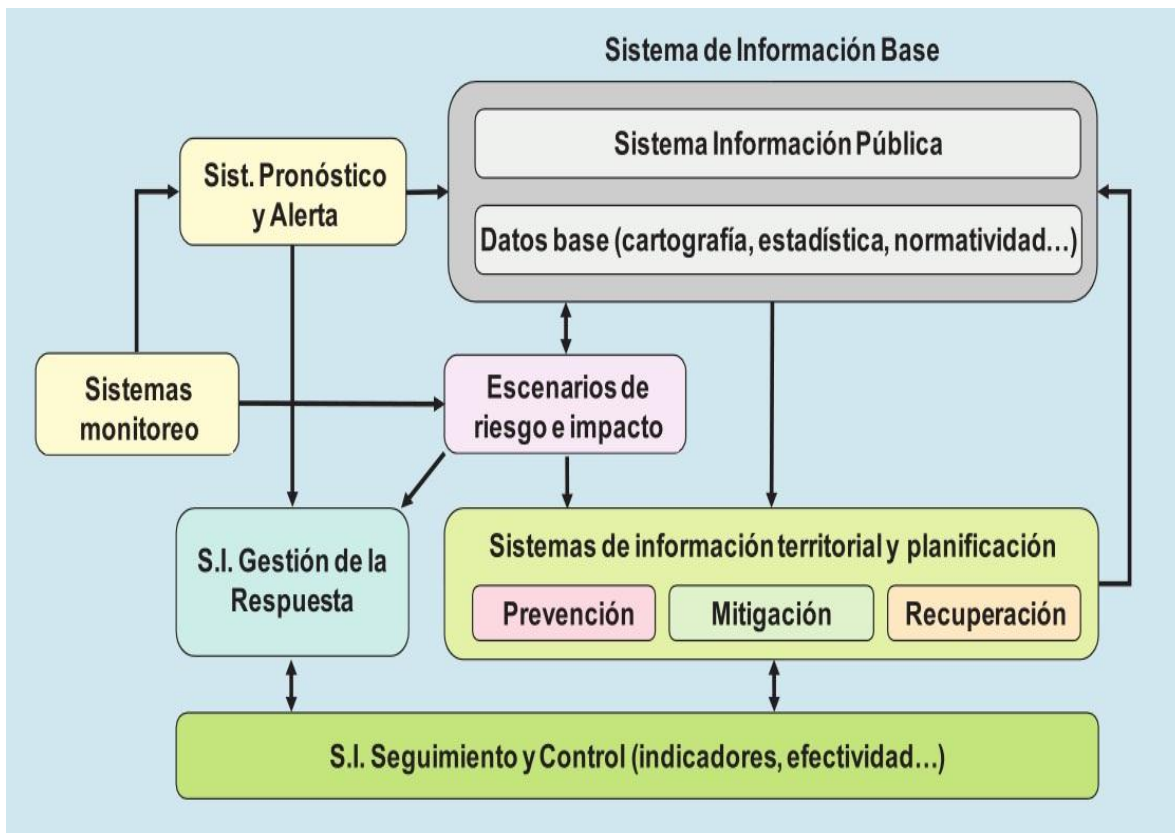 Sistema de Información Base
Sistema Información Pública
Datos base (cartografía, estadística, normatividad...)
Sist. Pronóstico
y Alerta
Sistemas
monitoreo
Escenarios de
riesgo e impacto
S.I. Gestión de la
Respuesta
Sistemas de información territorial y planificación
Prevención
Mitigación
Recuperación
S.I. Seguimiento y Control (indicadores, efectividad...)